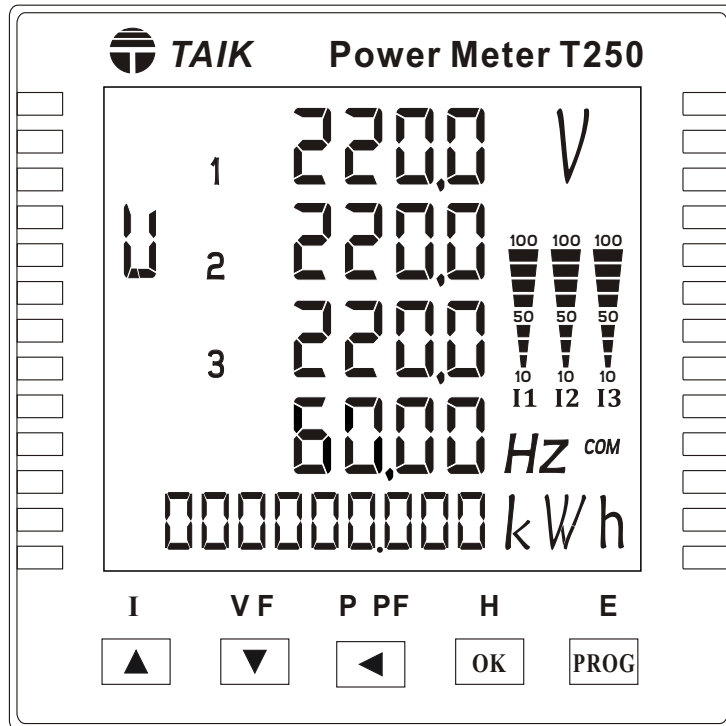 TAIK Power Meter T250
1 220.0 V
U
2 220.0
3 220.0
100 100 100
50 50 50
10 10 10
I1 I2 I3
60.00 Hz COM
000000.000 kWh
I V F P PF H E
OK PROG